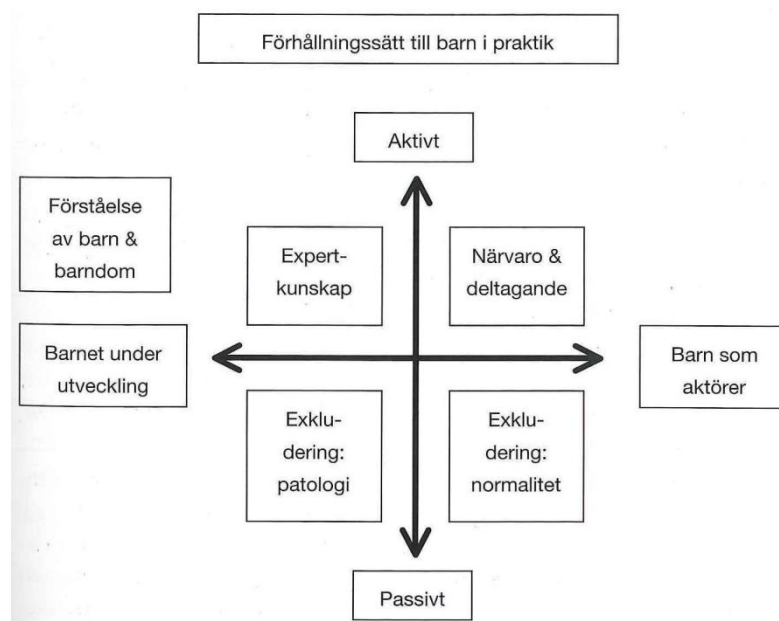 Förhållningssätt till barn i praktik
Aktivt
Förståelse
av barn &
barndom
Expert-
kunskap
Närvaro &
deltagande
Barnet under
utveckling
Barn som
aktörer
Exklu-
dering:
patologi
Exklu-
dering:
normalitet
Passivt